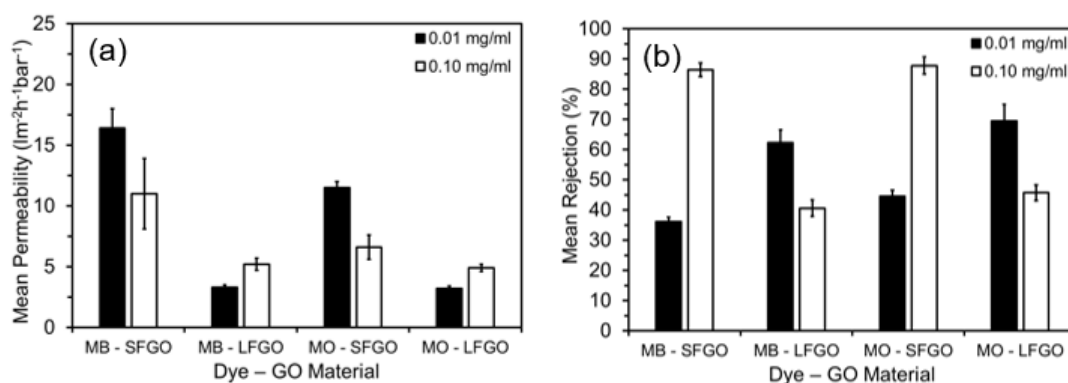 (a)
Mean Permeability (lm⁻²h⁻¹bar⁻¹)
25
20
15
10
5
0
0.01 mg/ml
0.10 mg/ml
MB - SFGO MB - LFGO MO - SFGO MO - LFGO
Dye – GO Material
(b)
Mean Rejection (%)
100
90
80
70
60
50
40
30
20
10
0
0.01 mg/ml
0.10 mg/ml
MB - SFGO MB - LFGO MO - SFGO MO - LFGO
Dye – GO Material